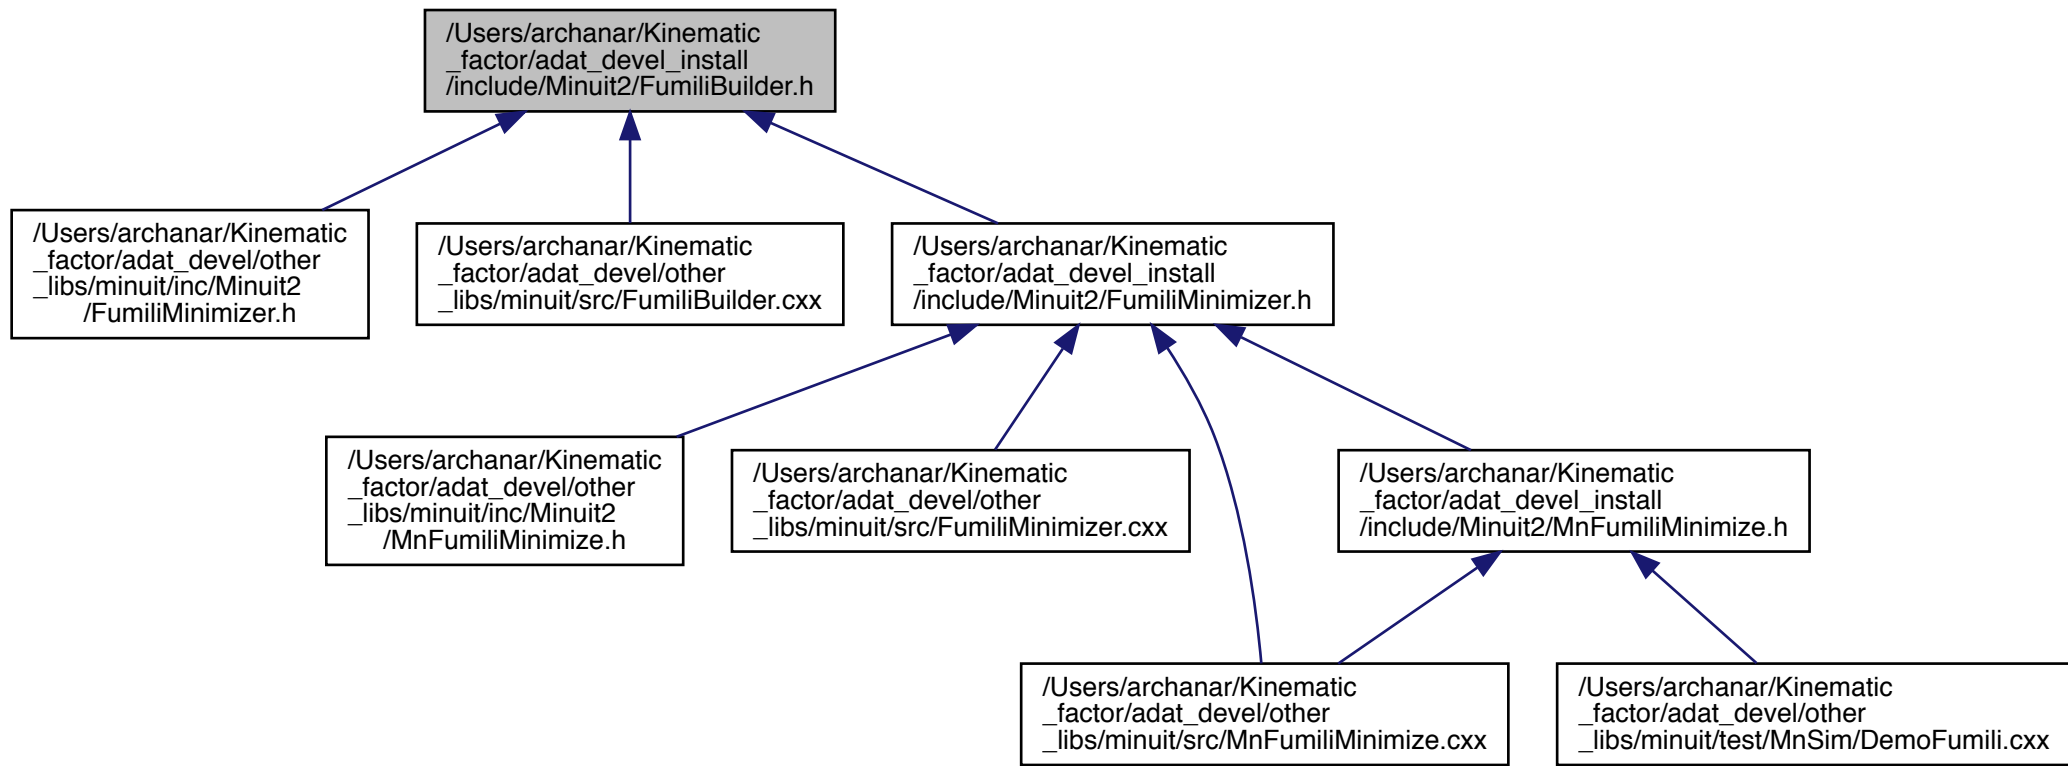 /Users/archanar/Kinematic
_factor/adat_devel_install
/include/Minuit2/FumiliBuilder.h
/Users/archanar/Kinematic
_factor/adat_devel/other
_libs/minuit/inc/Minuit2
/FumiliMinimizer.h
/Users/archanar/Kinematic
_factor/adat_devel/other
_libs/minuit/src/FumiliBuilder.cxx
/Users/archanar/Kinematic
_factor/adat_devel_install
/include/Minuit2/FumiliMinimizer.h
/Users/archanar/Kinematic
_factor/adat_devel/other
_libs/minuit/inc/Minuit2
/MnFumiliMinimize.h
/Users/archanar/Kinematic
_factor/adat_devel/other
_libs/minuit/src/FumiliMinimizer.cxx
/Users/archanar/Kinematic
_factor/adat_devel_install
/include/Minuit2/MnFumiliMinimize.h
/Users/archanar/Kinematic
_factor/adat_devel/other
_libs/minuit/src/MnFumiliMinimize.cxx
/Users/archanar/Kinematic
_factor/adat_devel/other
_libs/minuit/test/MnSim/DemoFumili.cxx